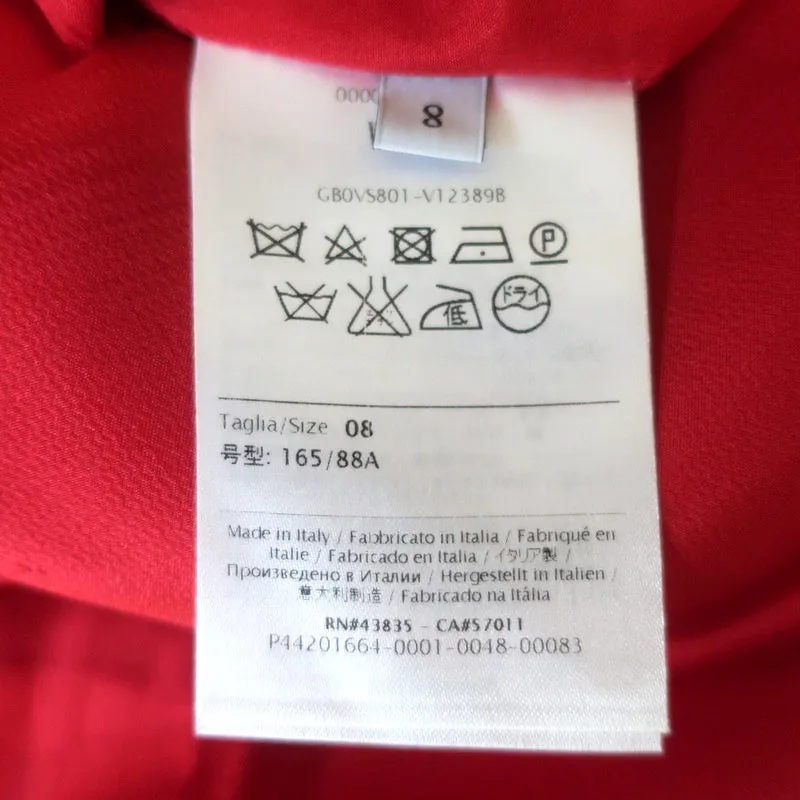 8
GB0VS801-V12389B
P
低
ドライ
Taglia/Size 08
号型: 165/88A
Made in Italy / Fabbricato in Italia / Fabriqué en
Italie / Fabricado en Italia / イタリア製 /
Произведено в Италии / Hergestellt in Italien /
意大利制造 / Fabricado na Itália
RN#43835 - CA#57011
P44201664-0001-0048-00083